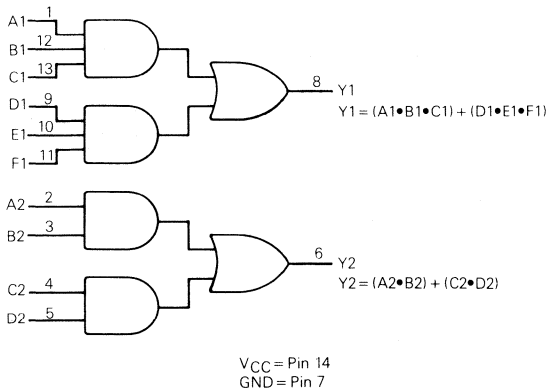 A1 1
B1 12
C1 13
8 Y1
Y1 = (A1•B1•C1) + (D1•E1•F1)
D1 9
E1 10
F1 11
A2 2
B2 3
6 Y2
Y2 = (A2•B2) + (C2•D2)
C2 4
D2 5
VCC = Pin 14
GND = Pin 7